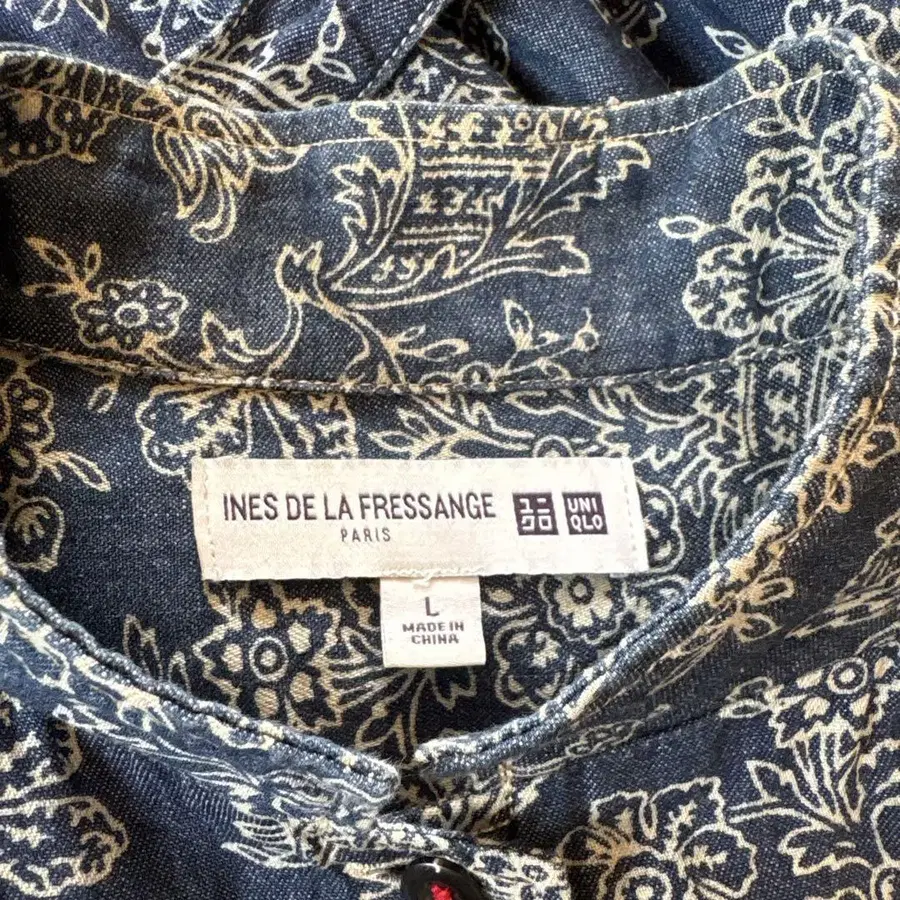 INES DE LA FRESSANGE
PARIS
ユニ
クロ
UNI
QLO
L
MADE IN
CHINA